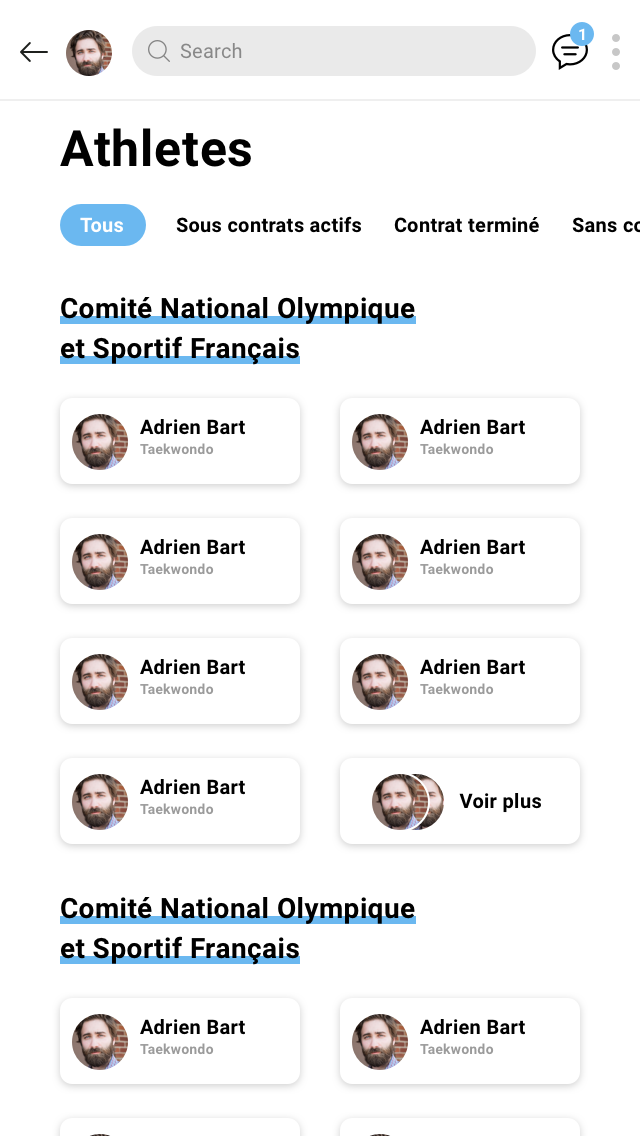 Search
1
Athletes
Tous Sous contrats actifs Contrat terminé Sans
Comité National Olympique
et Sportif Français
Adrien Bart
Taekwondo
Adrien Bart
Taekwondo
Adrien Bart
Taekwondo
Adrien Bart
Taekwondo
Adrien Bart
Taekwondo
Adrien Bart
Taekwondo
Adrien Bart
Taekwondo
Voir plus
Comité National Olympique
et Sportif Français
Adrien Bart
Taekwondo
Adrien Bart
Taekwondo